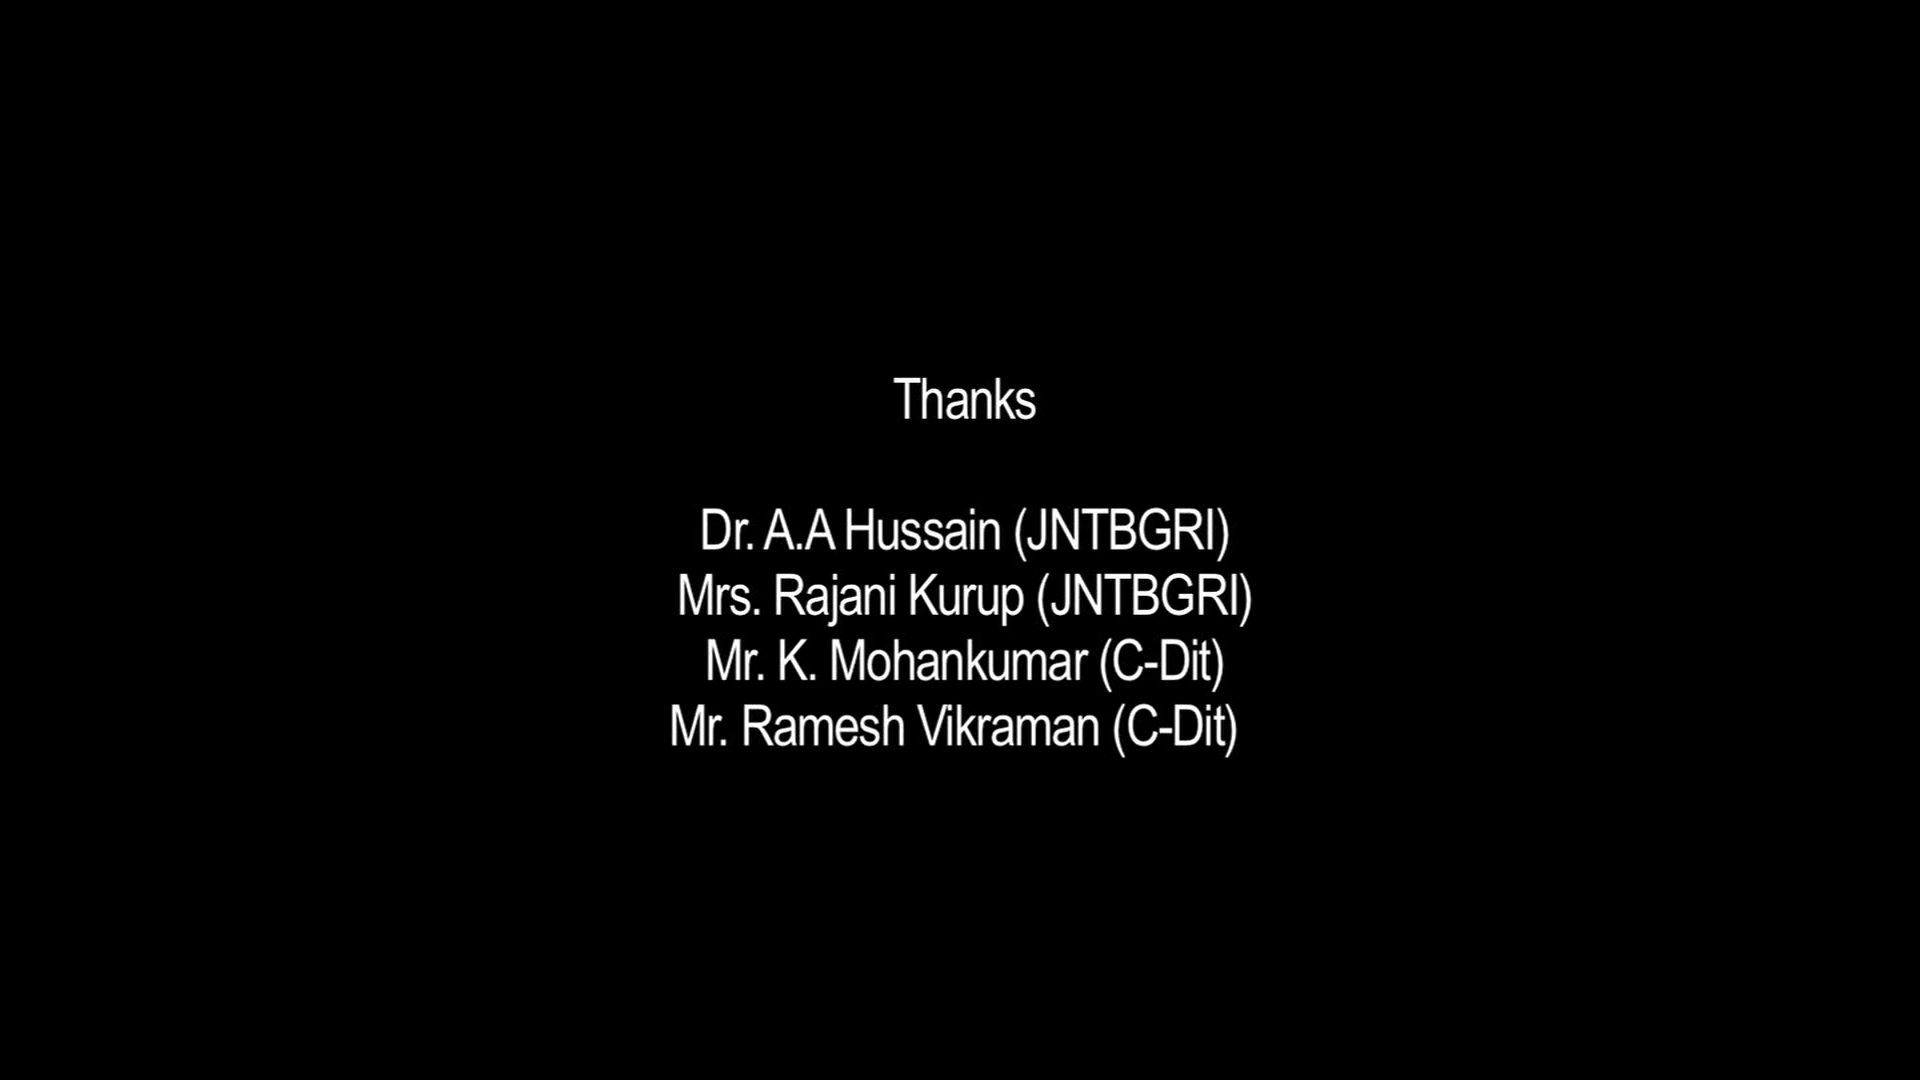 Thanks
Dr. A.A Hussain (JNTBGRI)
Mrs. Rajani Kurup (JNTBGRI)
Mr. K. Mohankumar (C-Dit)
Mr. Ramesh Vikraman (C-Dit)